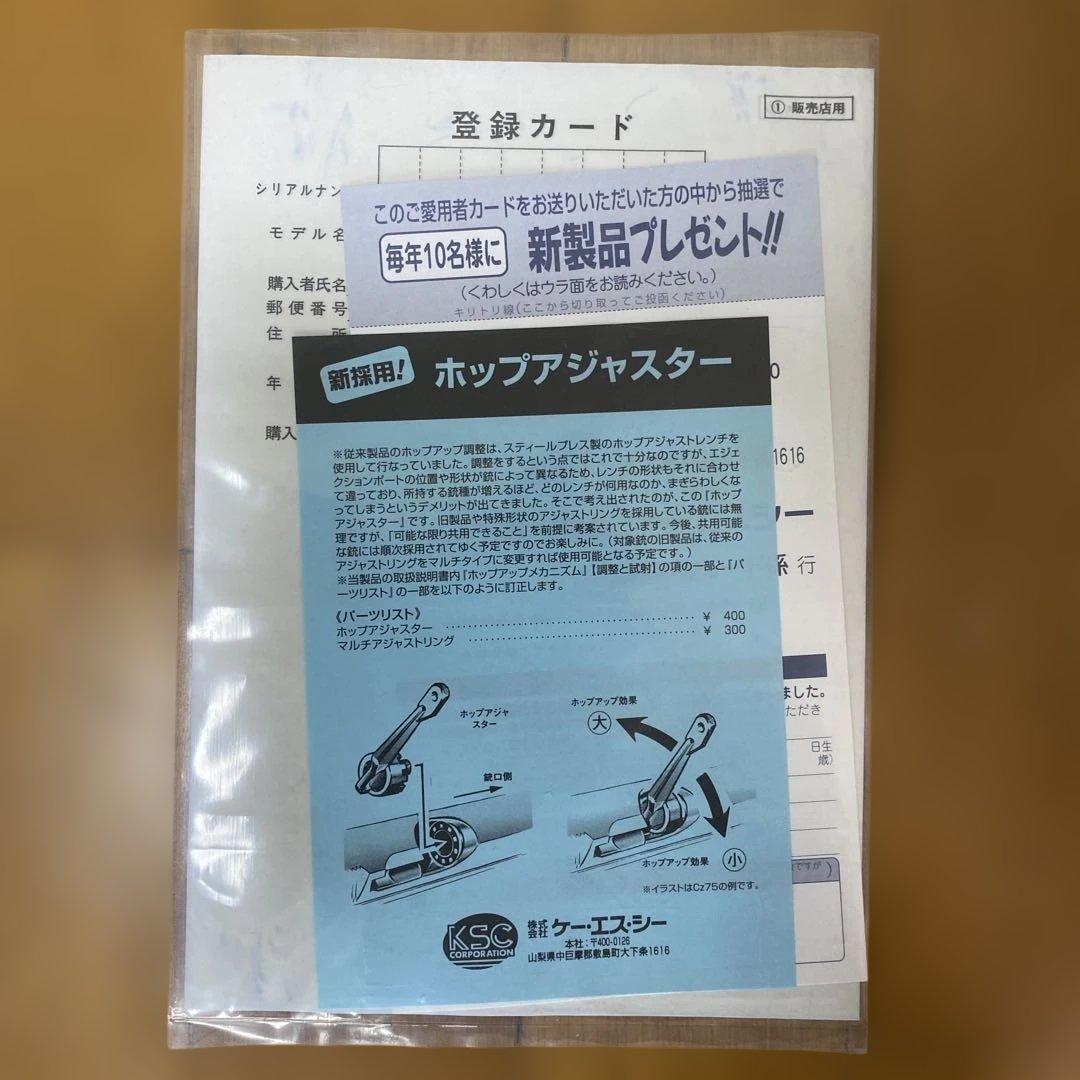 ① 販売店用
登録カード
シリアルナン
モデル名
購入者氏名
郵便番号
住 所
年
購入
このご愛用者カードをお送りいただいた方の中から抽選で
毎年10名様に 新製品プレゼント!!
(くわしくはウラ面をお読みください。)
キリトリ線(ここから切り取ってご投函ください)
0
1616
ター
係 行
ました。
ただき
日生
歳)
ですが )
新採用! ホップアジャスター
※従来製品のホップアップ調整は、スティールプレス製のホップアジャストレンチを
使用して行なっていました。調整をするという点ではこれで十分なのですが、エジェ
クションポートの位置や形状が銃によって異なるため、レンチの形状もそれに合わせ
て違っており、所持する銃種が増えるほど、どのレンチが何用なのか、まぎらわしくな
ってしまうというデメリットが出てきました。そこで考え出されたのが、この『ホップ
アジャスター』です。旧製品や特殊形状のアジャストリングを採用している銃には無
理ですが、「可能な限り共用できること」を前提に考案されています。今後、共用可能
な銃には順次採用されてゆく予定ですのでお楽しみに。(対象銃の旧製品は、従来の
アジャストリングをマルチタイプに変更すれば使用可能となる予定です。)
※当製品の取扱説明書内『ホップアップメカニズム』【調整と試射】の項の一部と『パ
ーツリスト』の一部を以下のように訂正します。
《パーツリスト》
ホップアジャスター ¥ 400
マルチアジャストリング ¥ 300
ホップアジャ
スター
銃口側
ホップアップ効果
大
ホップアップ効果 小
※イラストはCz75の例です。
KSC
CORPORATION
株式会社 ケー・エス・シー
本社:〒400-0126
山梨県中巨摩郡敷島町大下条1616